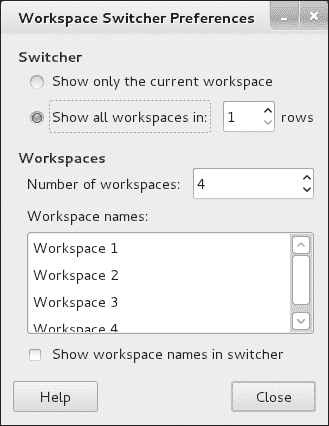 Workspace Switcher Preferences
Switcher
Show only the current workspace
Show all workspaces in: 1 rows
Workspaces
Number of workspaces: 4
Workspace names:
Workspace 1
Workspace 2
Workspace 3
Workspace 4
Show workspace names in switcher
Help Close